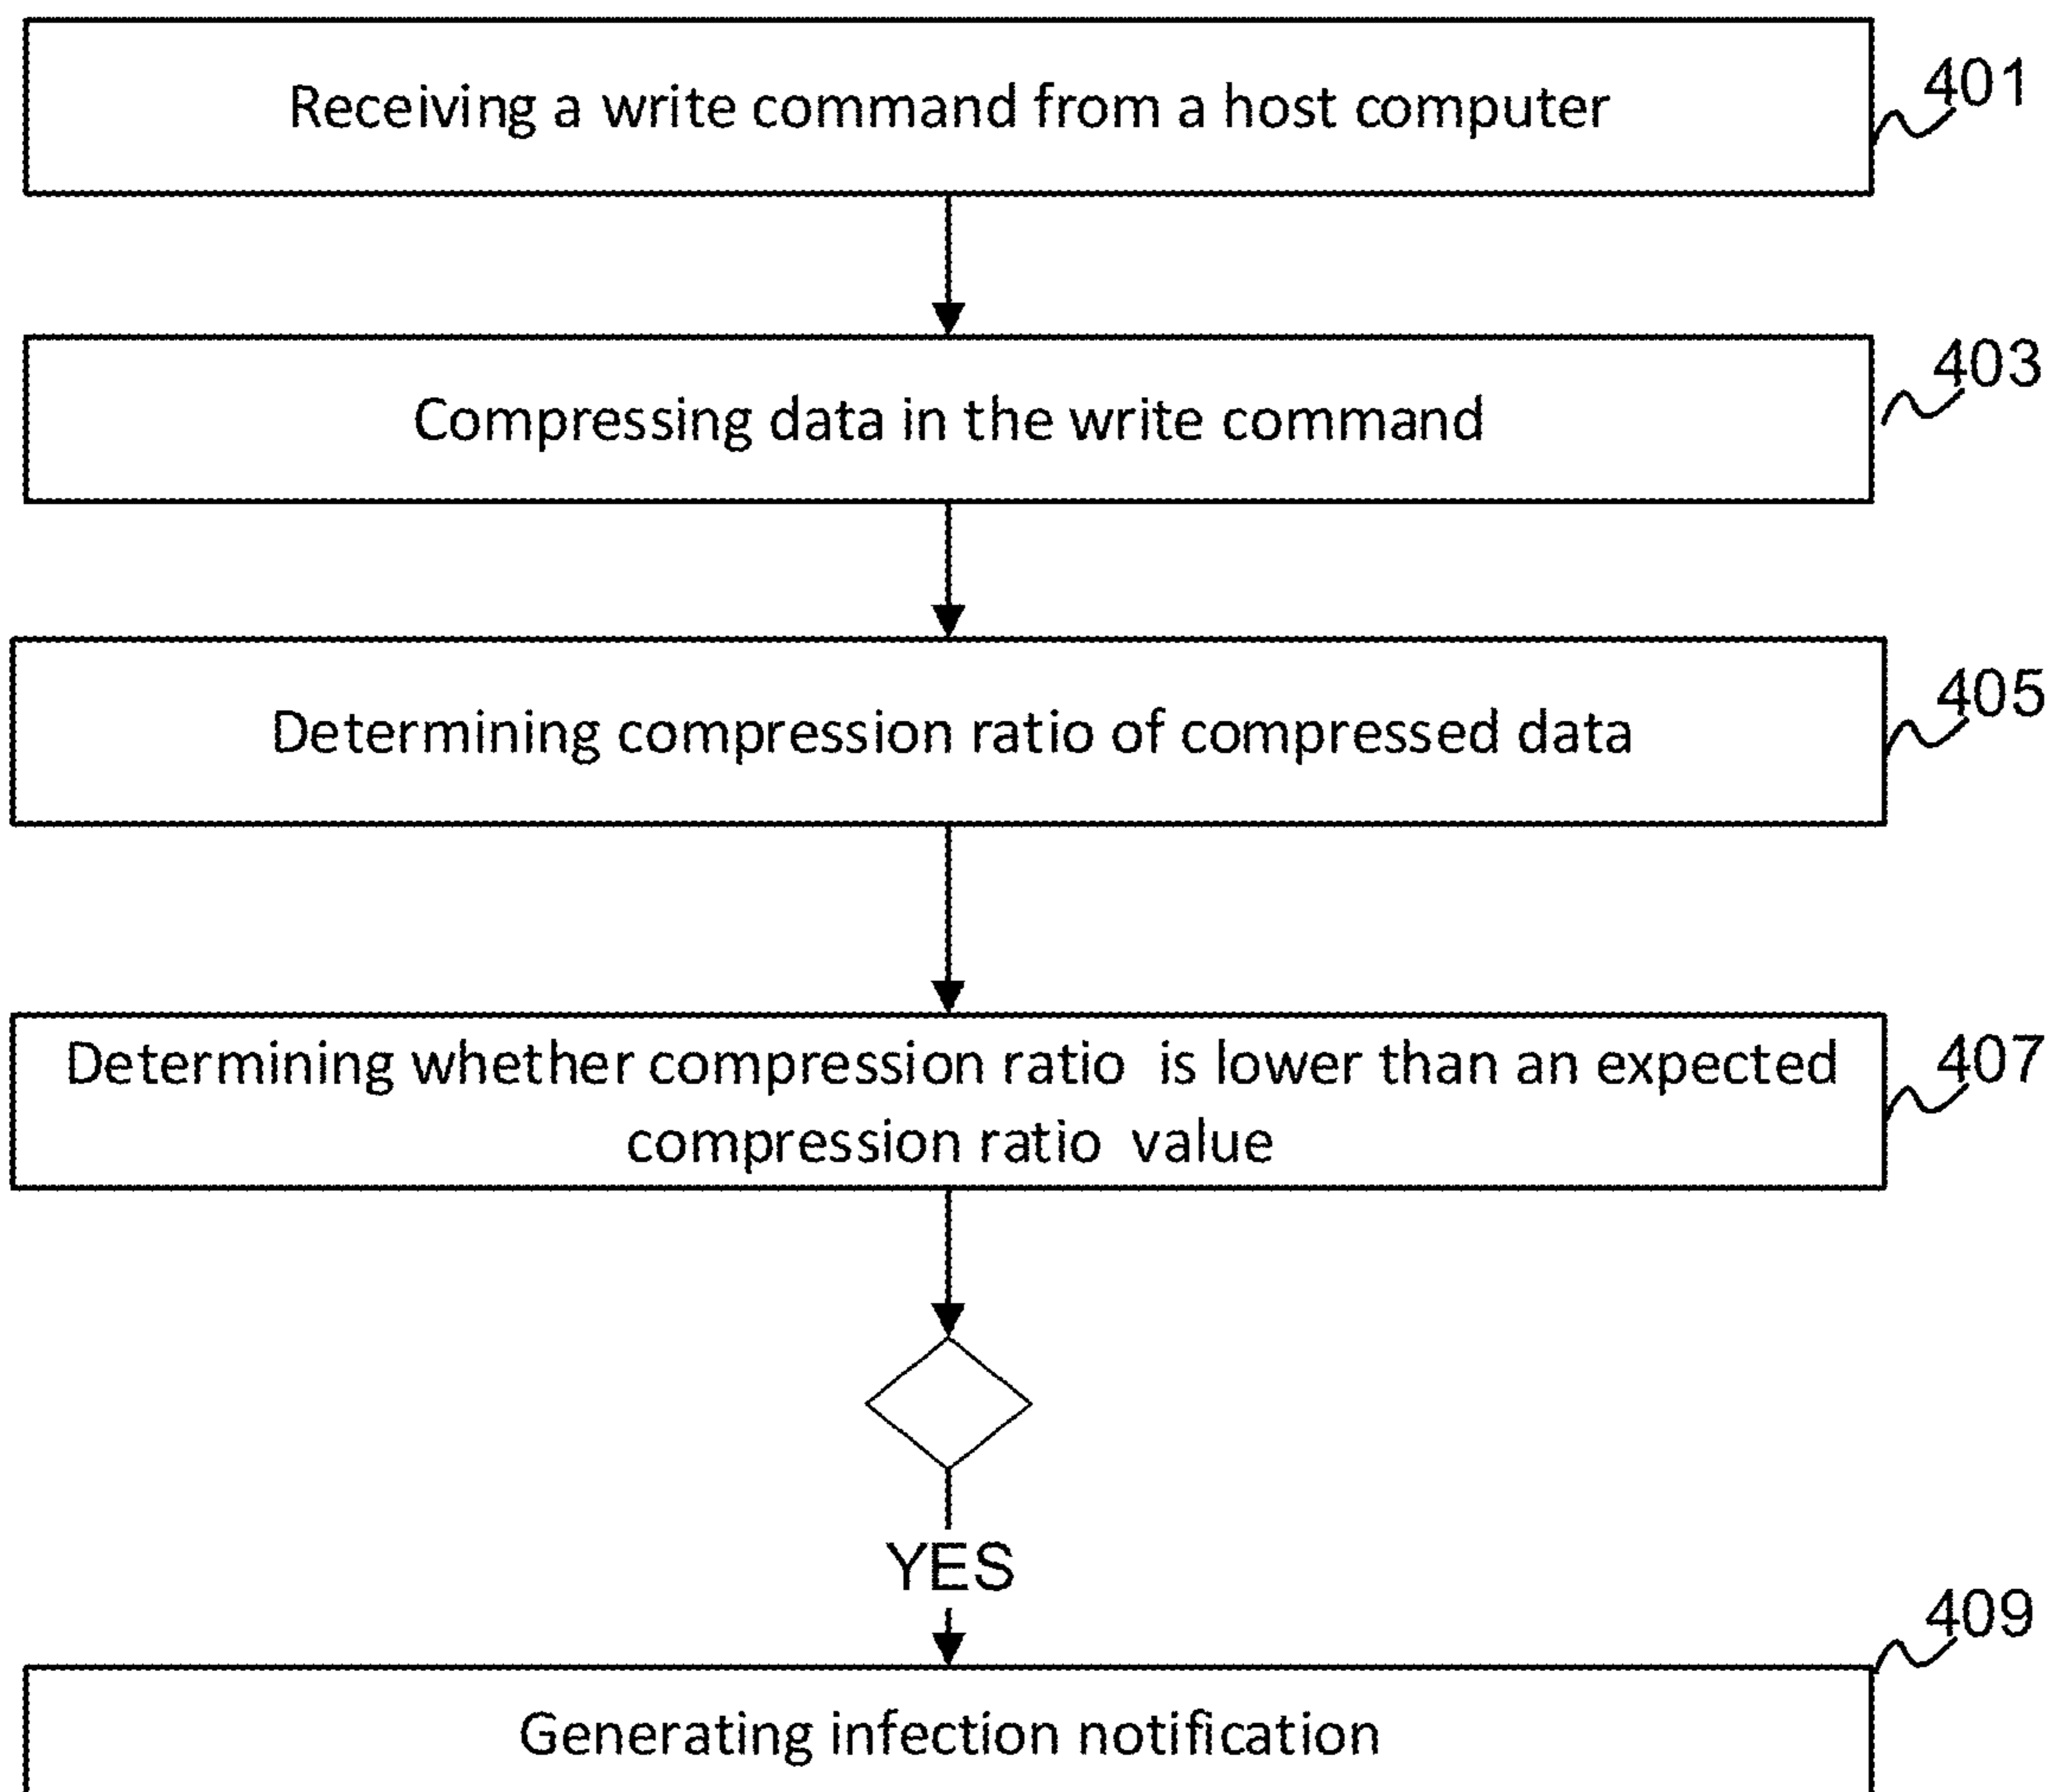 Receiving a write command from a host computer
401
Compressing data in the write command
403
Determining compression ratio of compressed data
405
Determining whether compression ratio is lower than an expected
compression ratio value
407
YES
409
Generating infection notification